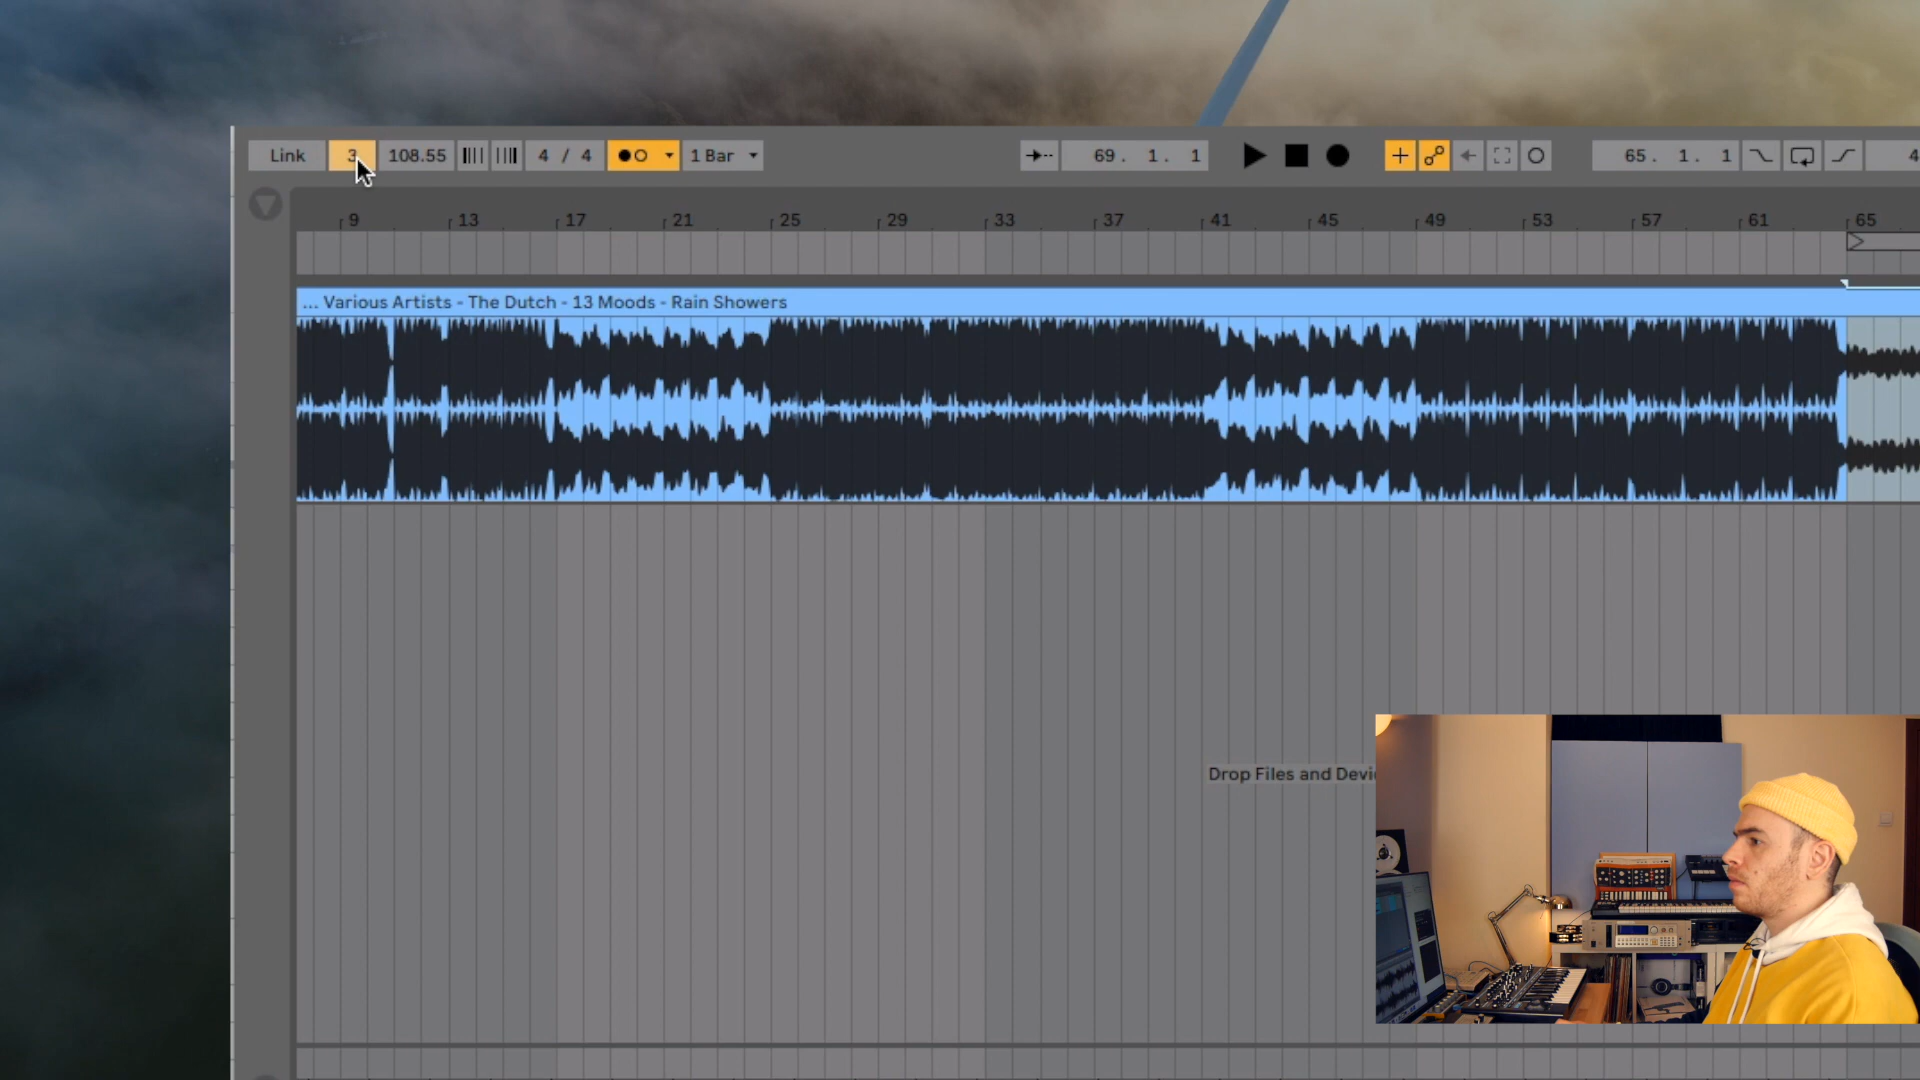 Link 3 108.55 4 / 4 1 Bar 69. 1. 1 65. 1. 1 4
9 13 17 21 25 29 33 37 41 45 49 53 57 61 65
... Various Artists - The Dutch - 13 Moods - Rain Showers
Drop Files and Devi